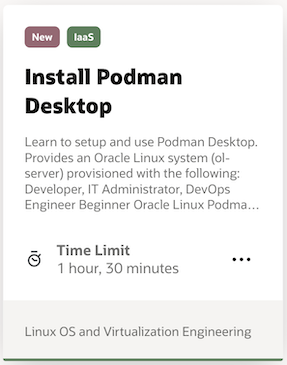 New IaaS
Install Podman
Desktop
Learn to setup and use Podman Desktop.
Provides an Oracle Linux system (ol-
server) provisioned with the following:
Developer, IT Administrator, DevOps
Engineer Beginner Oracle Linux Podma...
Time Limit
1 hour, 30 minutes
Linux OS and Virtualization Engineering